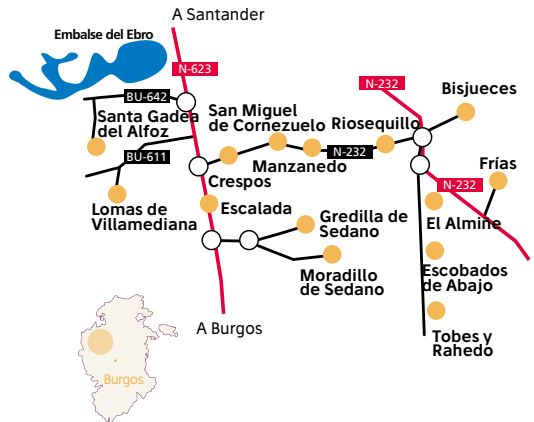 A Santander
Embalse del Ebro
N-623
N-232
BU-642
Bisjueces
Santa Gadea
del Alfoz
San Miguel
de Cornezuelo
Riosequillo
BU-611
Manzanedo
N-232
Frías
Crespos
N-232
Lomas de
Villamediana
Escalada
Gredilla de
Sedano
El Almiñe
Moradillo
de Sedano
Escobados
de Abajo
A Burgos
Tobes y
Rahedo
Burgos